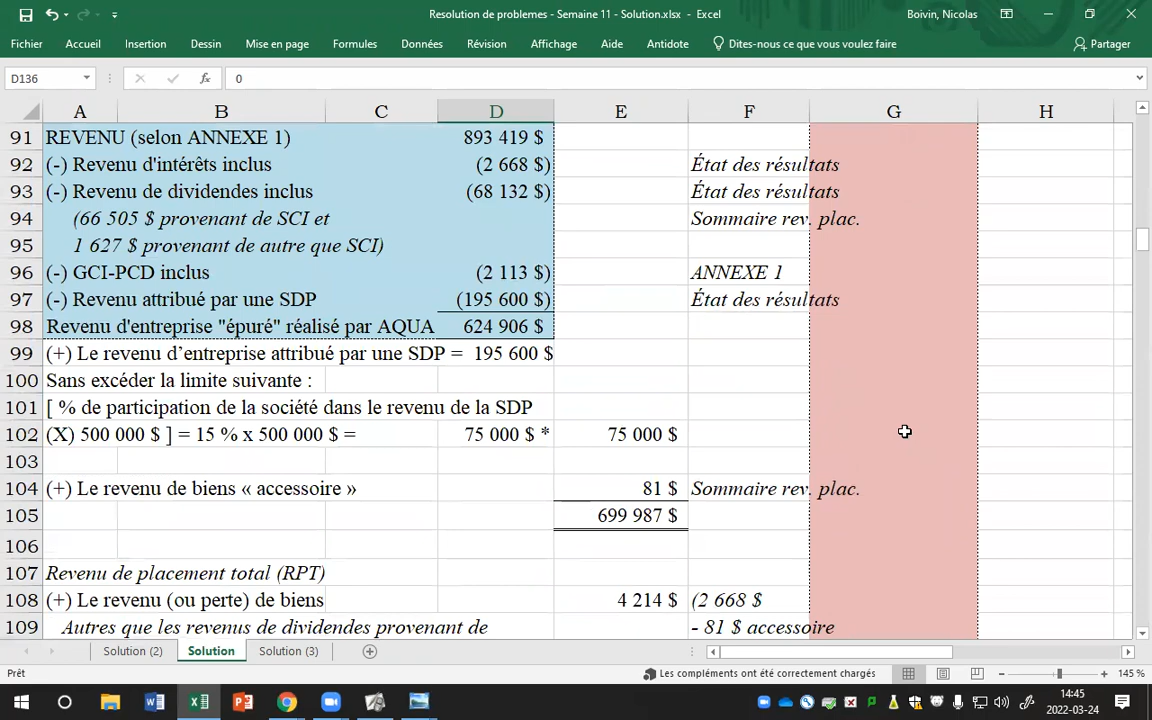 Resolution de problemes - Semaine 11 - Solution.xlsx - Excel
Boivin, Nicolas
Fichier Accueil Insertion Dessin Mise en page Formules Données Révision Affichage Aide Antidote Dites-nous ce que vous voulez faire Partager
D136 fx 0
A B C D E F G H
91 REVENU (selon ANNEXE 1) 893 419 $
92 (-) Revenu d'intérêts inclus (2 668 $) État des résultats
93 (-) Revenu de dividendes inclus (68 132 $) État des résultats
94 (66 505 $ provenant de SCI et Sommaire rev. plac.
95 1 627 $ provenant de autre que SCI)
96 (-) GCI-PCD inclus (2 113 $) ANNEXE 1
97 (-) Revenu attribué par une SDP (195 600 $) État des résultats
98 Revenu d'entreprise "épuré" réalisé par AQUA 624 906 $
99 (+) Le revenu d'entreprise attribué par une SDP = 195 600 $
100 Sans excéder la limite suivante :
101 [ % de participation de la société dans le revenu de la SDP
102 (X) 500 000 $ ] = 15 % x 500 000 $ = 75 000 $ * 75 000 $
103
104 (+) Le revenu de biens « accessoire » 81 $ Sommaire rev. plac.
105 699 987 $
106
107 Revenu de placement total (RPT)
108 (+) Le revenu (ou perte) de biens 4 214 $ (2 668 $
109 Autres que les revenus de dividendes provenant de - 81 $ accessoire
Solution (2) Solution Solution (3)
Prêt Les compléments ont été correctement chargés 145 %
14:45
2022-03-24